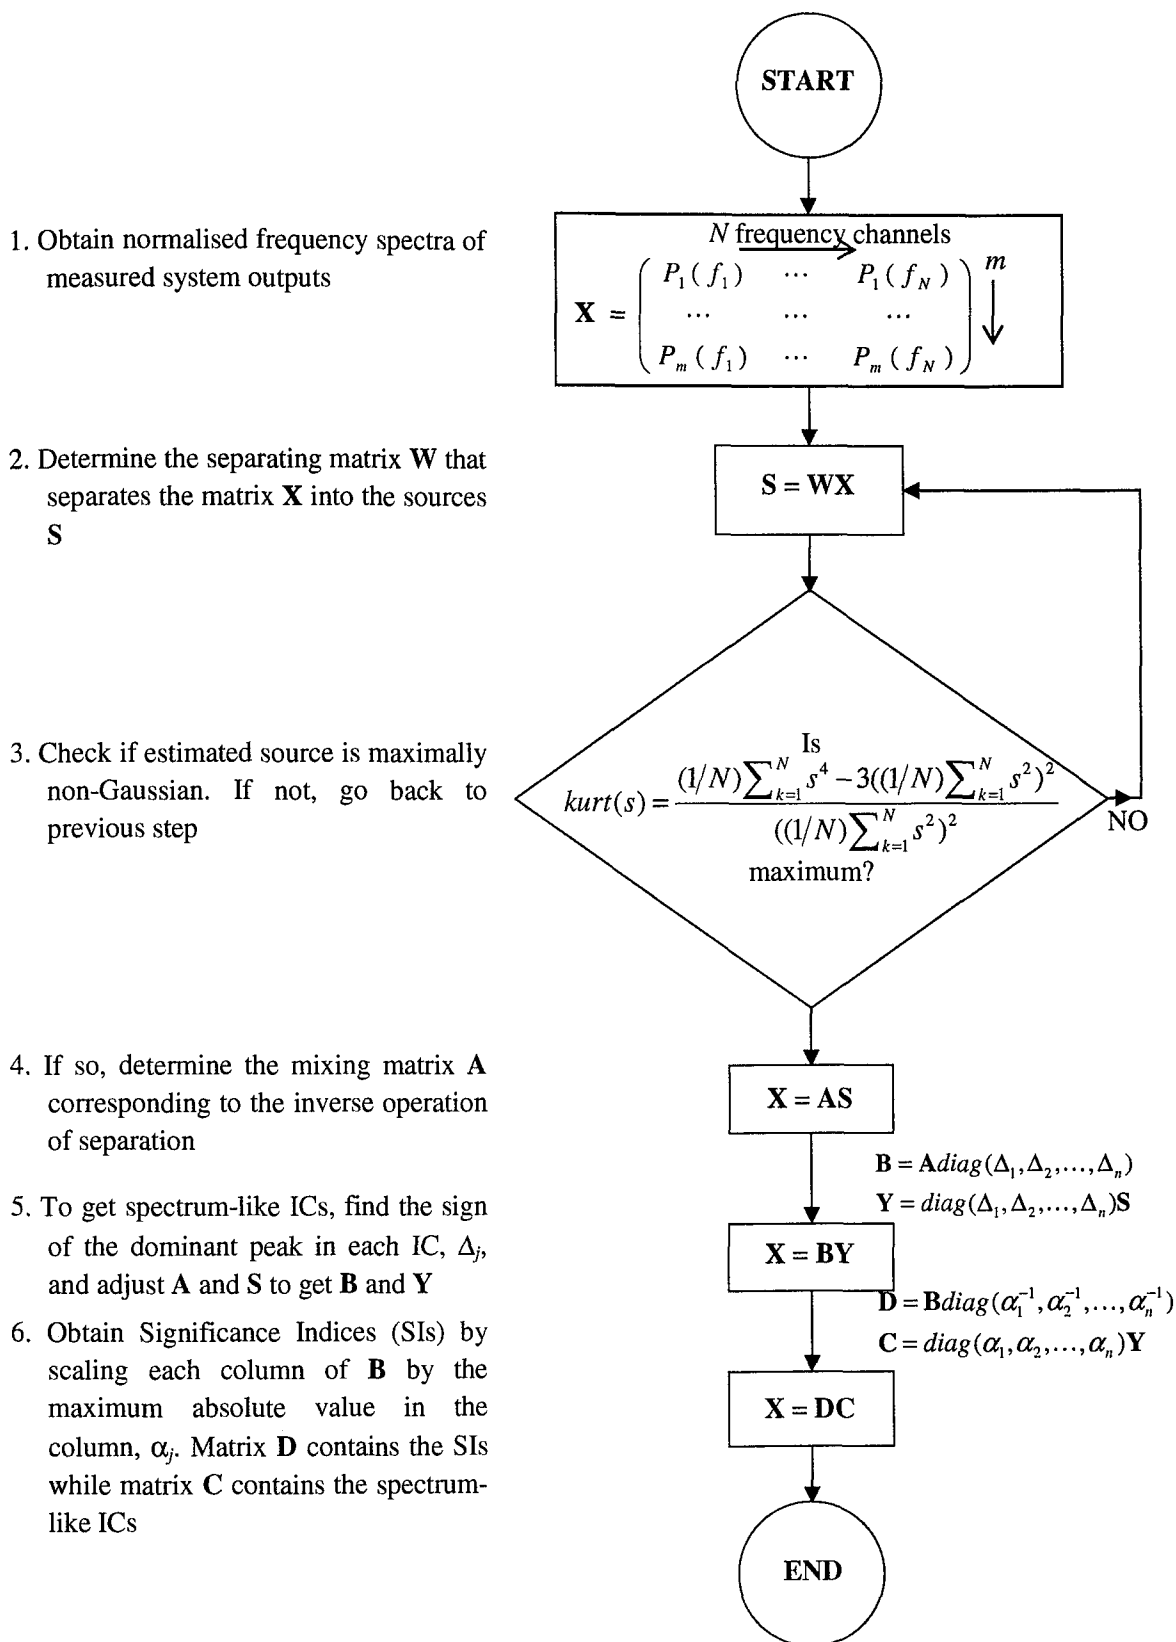 START
1. Obtain normalised frequency spectra of
measured system outputs
N frequency channels
X = ( P₁(f₁) ⋯ P₁(f_N) ) m
⋯ ⋯ ⋯
P_m(f₁) ⋯ P_m(f_N)
2. Determine the separating matrix W that
separates the matrix X into the sources
S
S = WX
3. Check if estimated source is maximally
non-Gaussian. If not, go back to
previous step
Is
kurt(s) = ((1/N)∑_{k=1}^{N} s⁴ − 3((1/N)∑_{k=1}^{N} s²)²) / ((1/N)∑_{k=1}^{N} s²)²
maximum?
NO
4. If so, determine the mixing matrix A
corresponding to the inverse operation
of separation
X = AS
B = Adiag(Δ₁,Δ₂,...,Δₙ)
Y = diag(Δ₁,Δ₂,...,Δₙ)S
5. To get spectrum-like ICs, find the sign
of the dominant peak in each IC, Δⱼ,
and adjust A and S to get B and Y
X = BY
D = Bdiag(α₁⁻¹,α₂⁻¹,...,αₙ⁻¹)
C = diag(α₁,α₂,...,αₙ)Y
6. Obtain Significance Indices (SIs) by
scaling each column of B by the
maximum absolute value in the
column, αⱼ. Matrix D contains the SIs
while matrix C contains the spectrum-
like ICs
X = DC
END